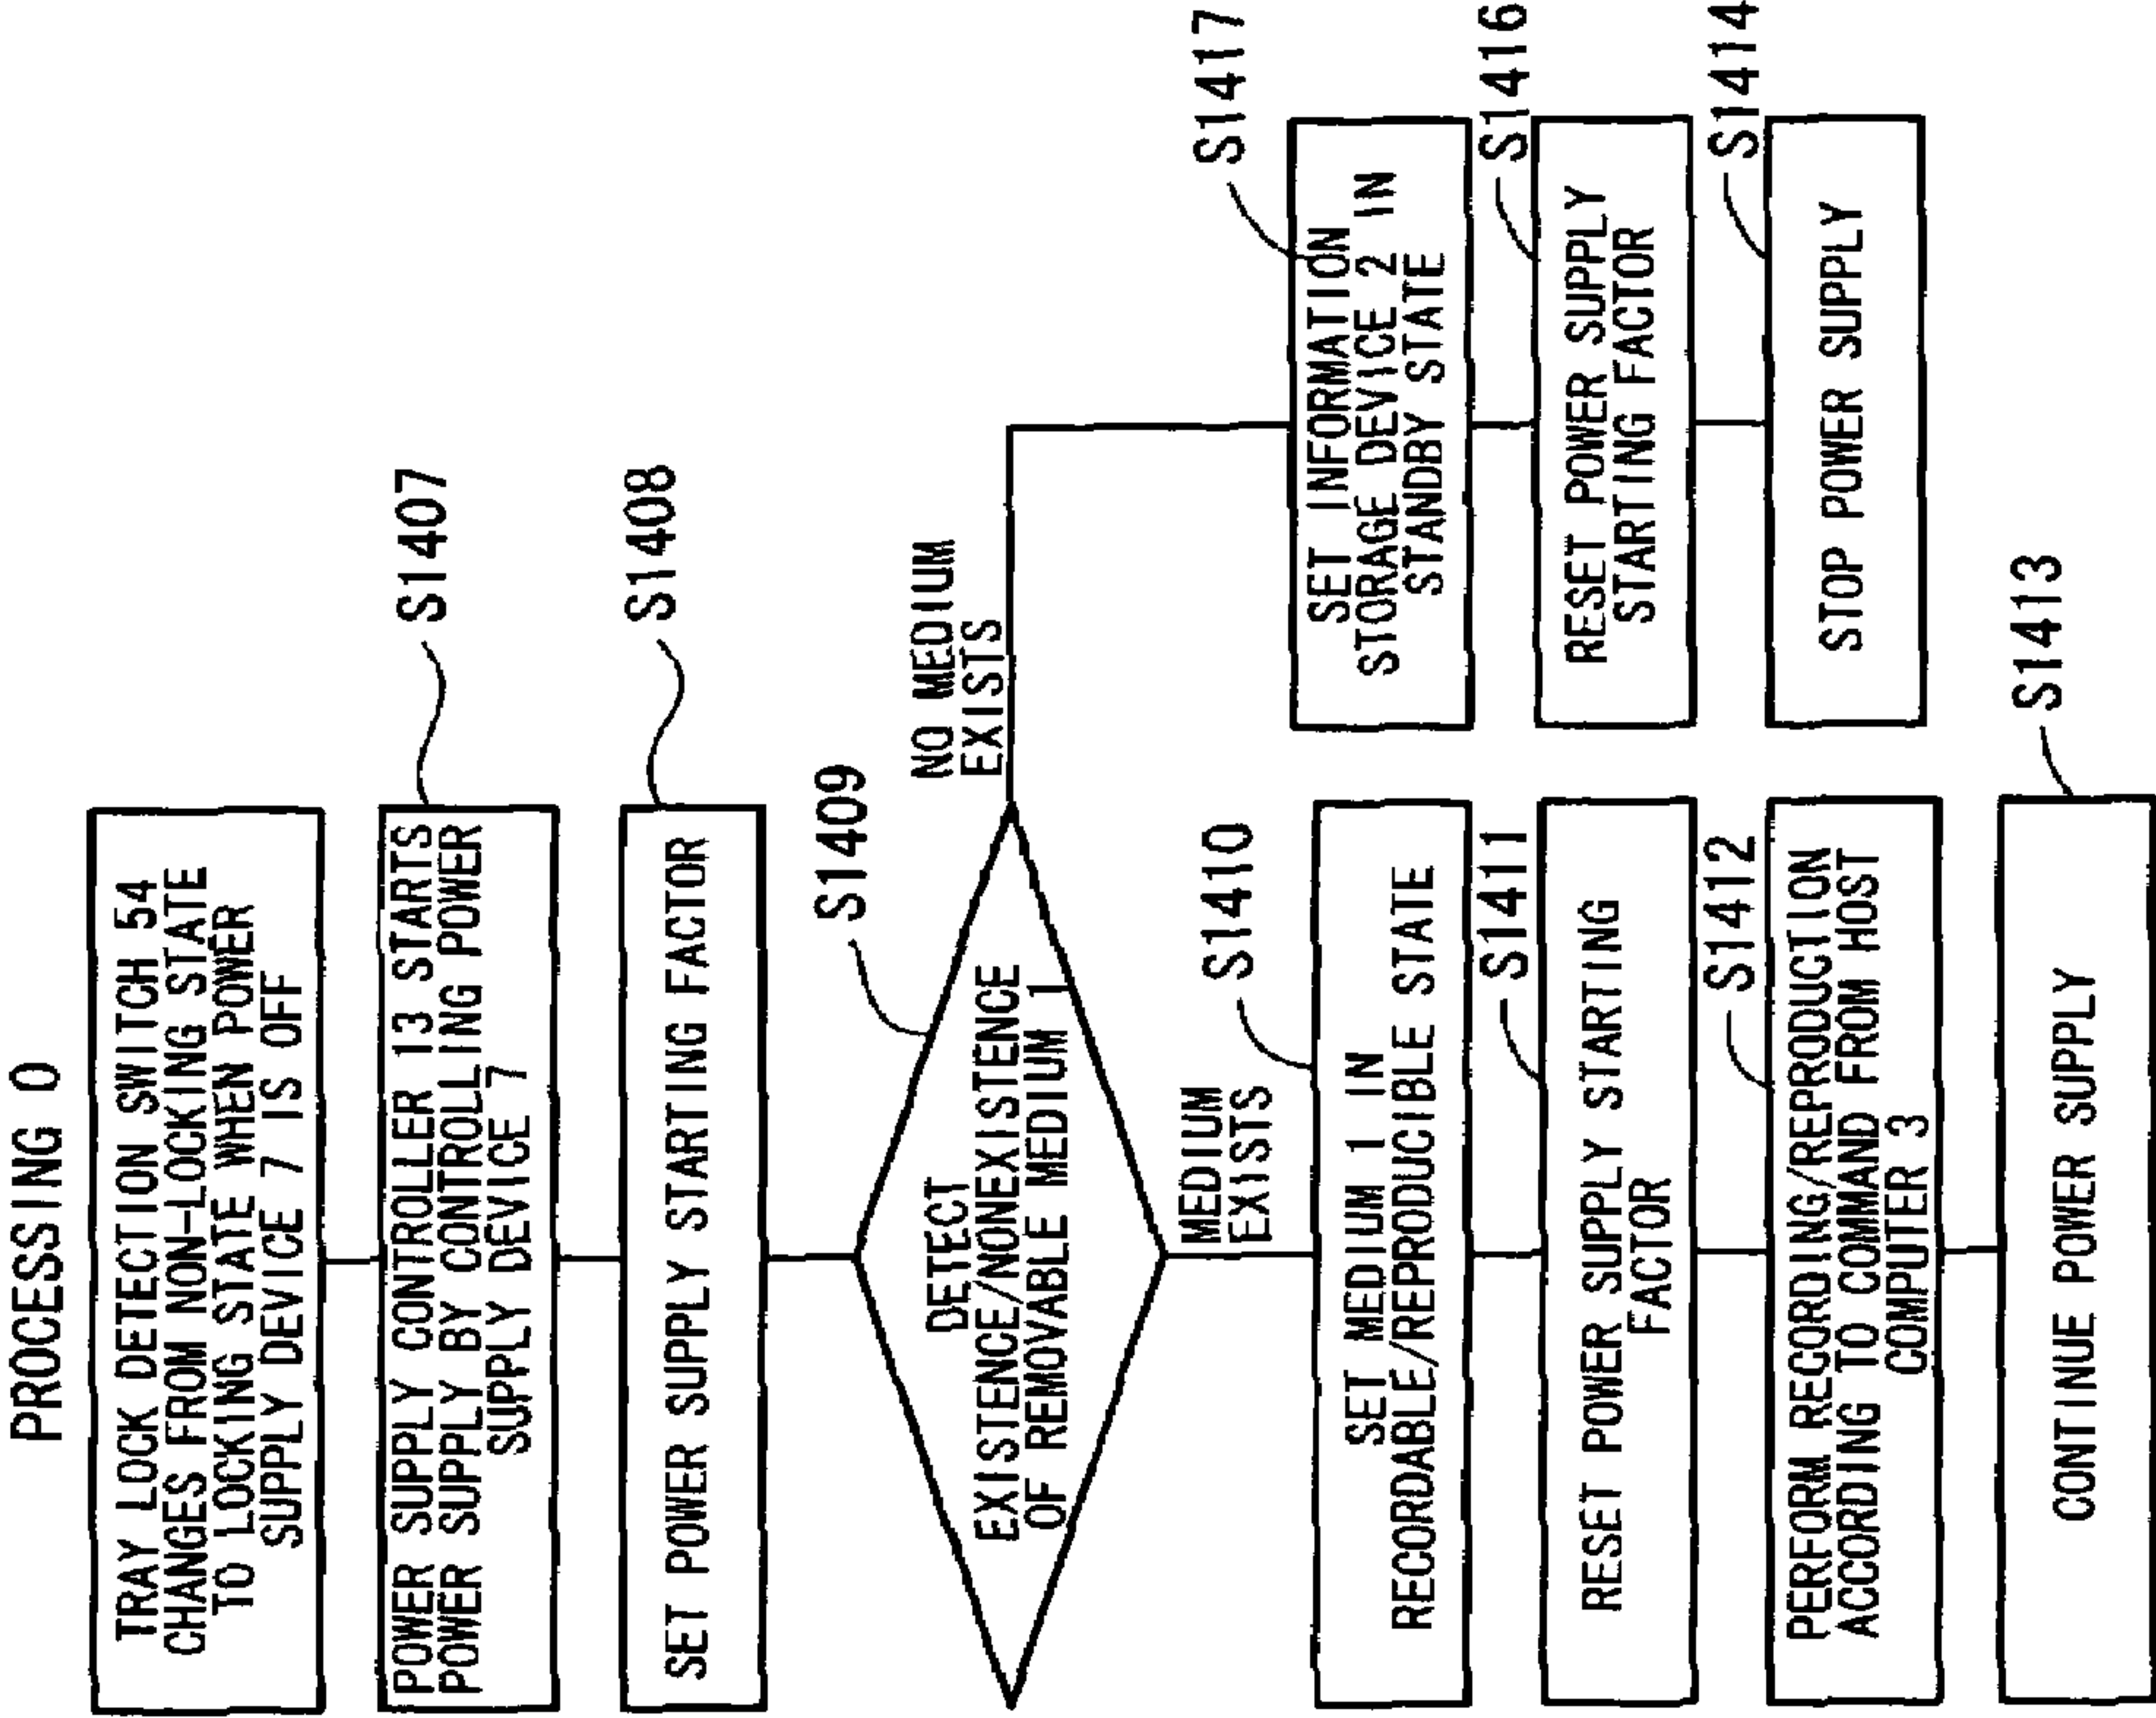 PROCESSING O
TRAY LOCK DETECTION SWITCH 54
CHANGES FROM NON-LOCKING STATE
TO LOCKING STATE WHEN POWER
SUPPLY DEVICE 7 IS OFF
S1407
POWER SUPPLY CONTROLLER 13 STARTS
POWER SUPPLY BY CONTROLLING POWER
SUPPLY DEVICE 7
S1408
SET POWER SUPPLY STARTING FACTOR
S1409
DETECT
EXISTENCE/NONEXISTENCE
OF REMOVABLE MEDIUM 1
NO MEDIUM
EXISTS
MEDIUM
EXISTS
S1410
SET MEDIUM 1 IN
RECORDABLE/REPRODUCIBLE STATE
S1411
RESET POWER SUPPLY STARTING
FACTOR
S1412
PERFORM RECORDING/REPRODUCTION
ACCORDING TO COMMAND FROM HOST
COMPUTER 3
S1413
CONTINUE POWER SUPPLY
S1417
SET INFORMATION
STORAGE DEVICE 2 IN
STANDBY STATE
S1416
RESET POWER SUPPLY
STARTING FACTOR
S1414
STOP POWER SUPPLY